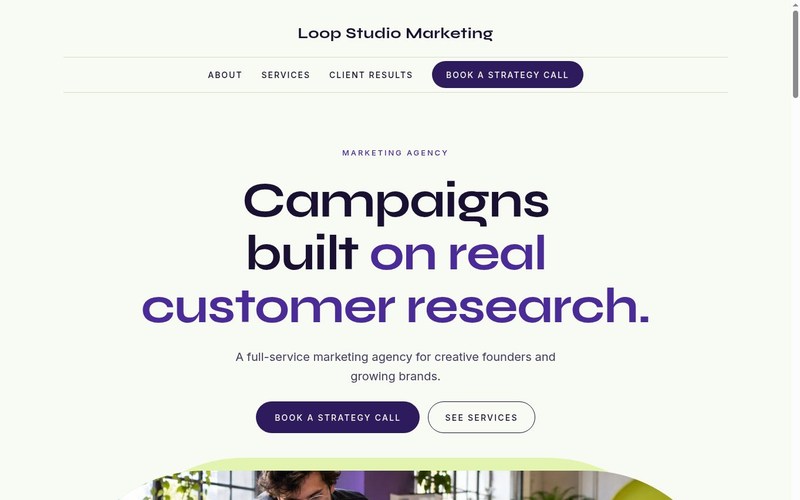 Loop Studio Marketing
ABOUT SERVICES CLIENT RESULTS BOOK A STRATEGY CALL
MARKETING AGENCY
Campaigns
built on real
customer research.
A full-service marketing agency for creative founders and
growing brands.
BOOK A STRATEGY CALL SEE SERVICES